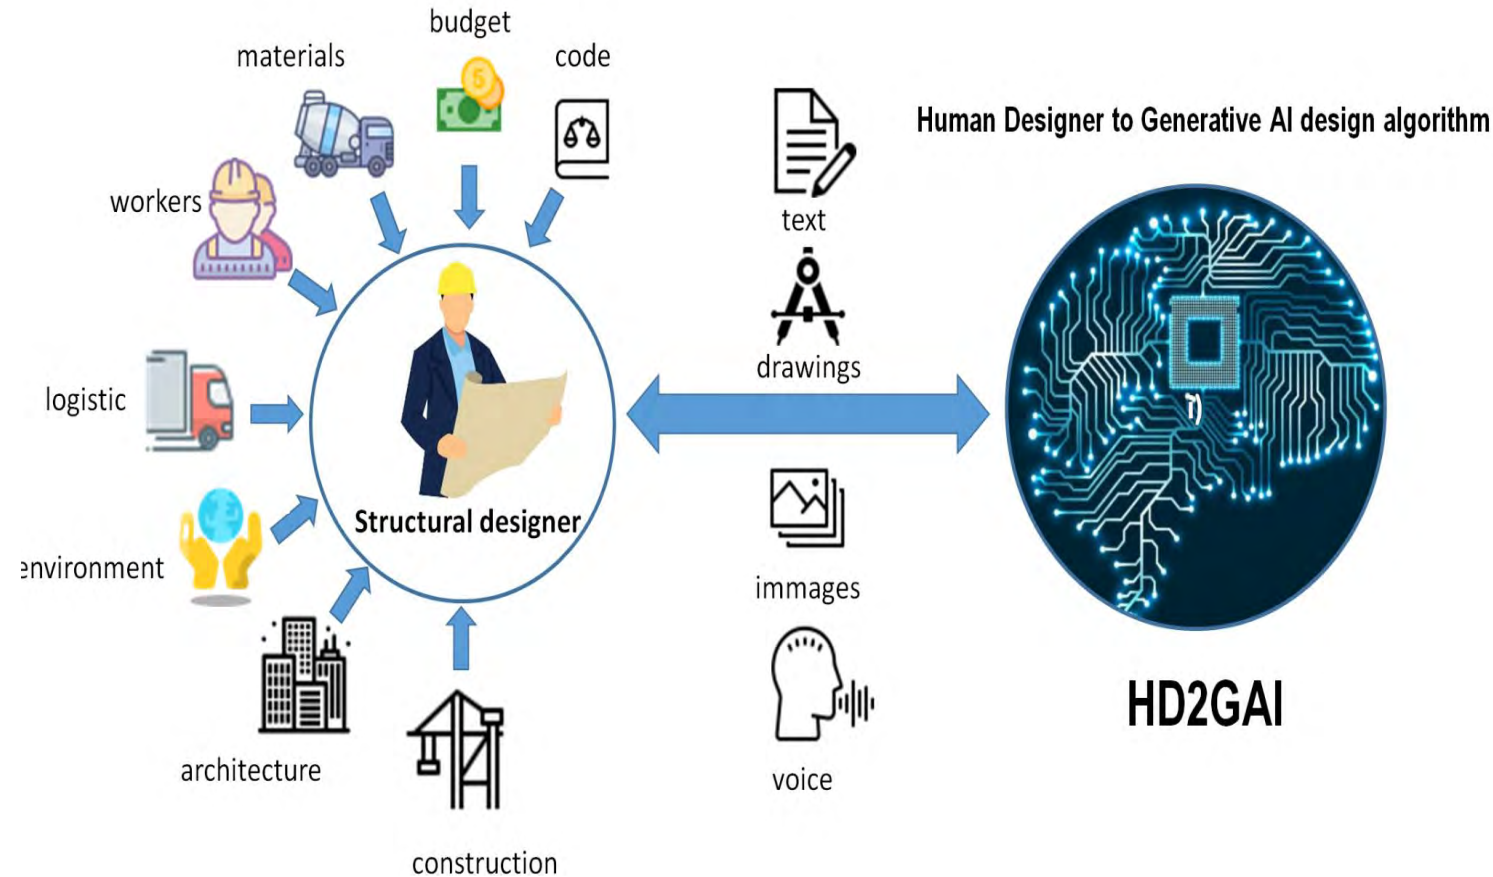 budget
materials
code
workers
logistic
environment
architecture
construction
Structural designer
text
drawings
immages
voice
Human Designer to Generative AI design algorithm
HD2GAI